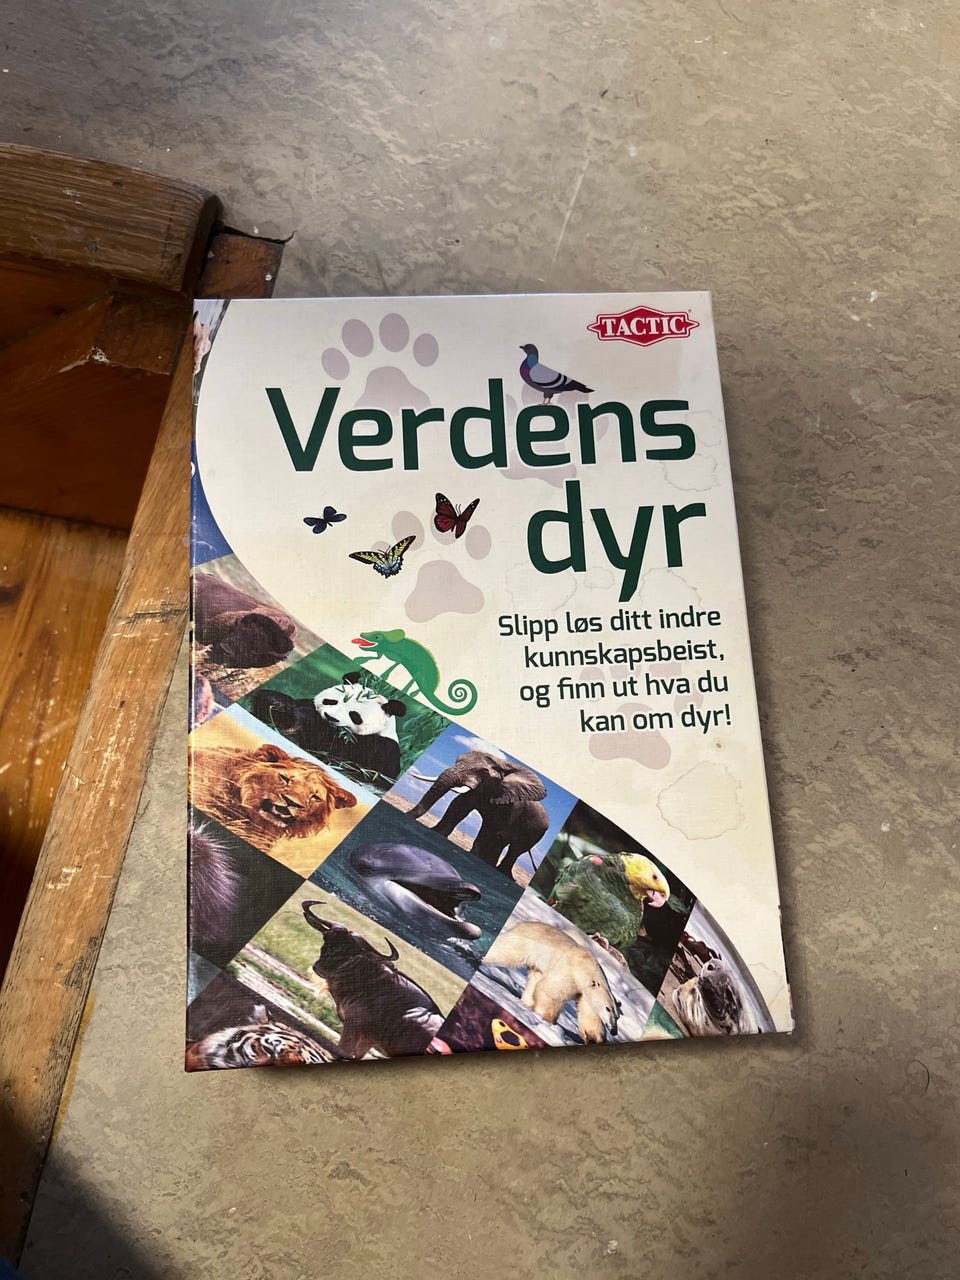 TACTIC
Verdens
dyr
Slipp løs ditt indre
kunnskapsbeist,
og finn ut hva du
kan om dyr!